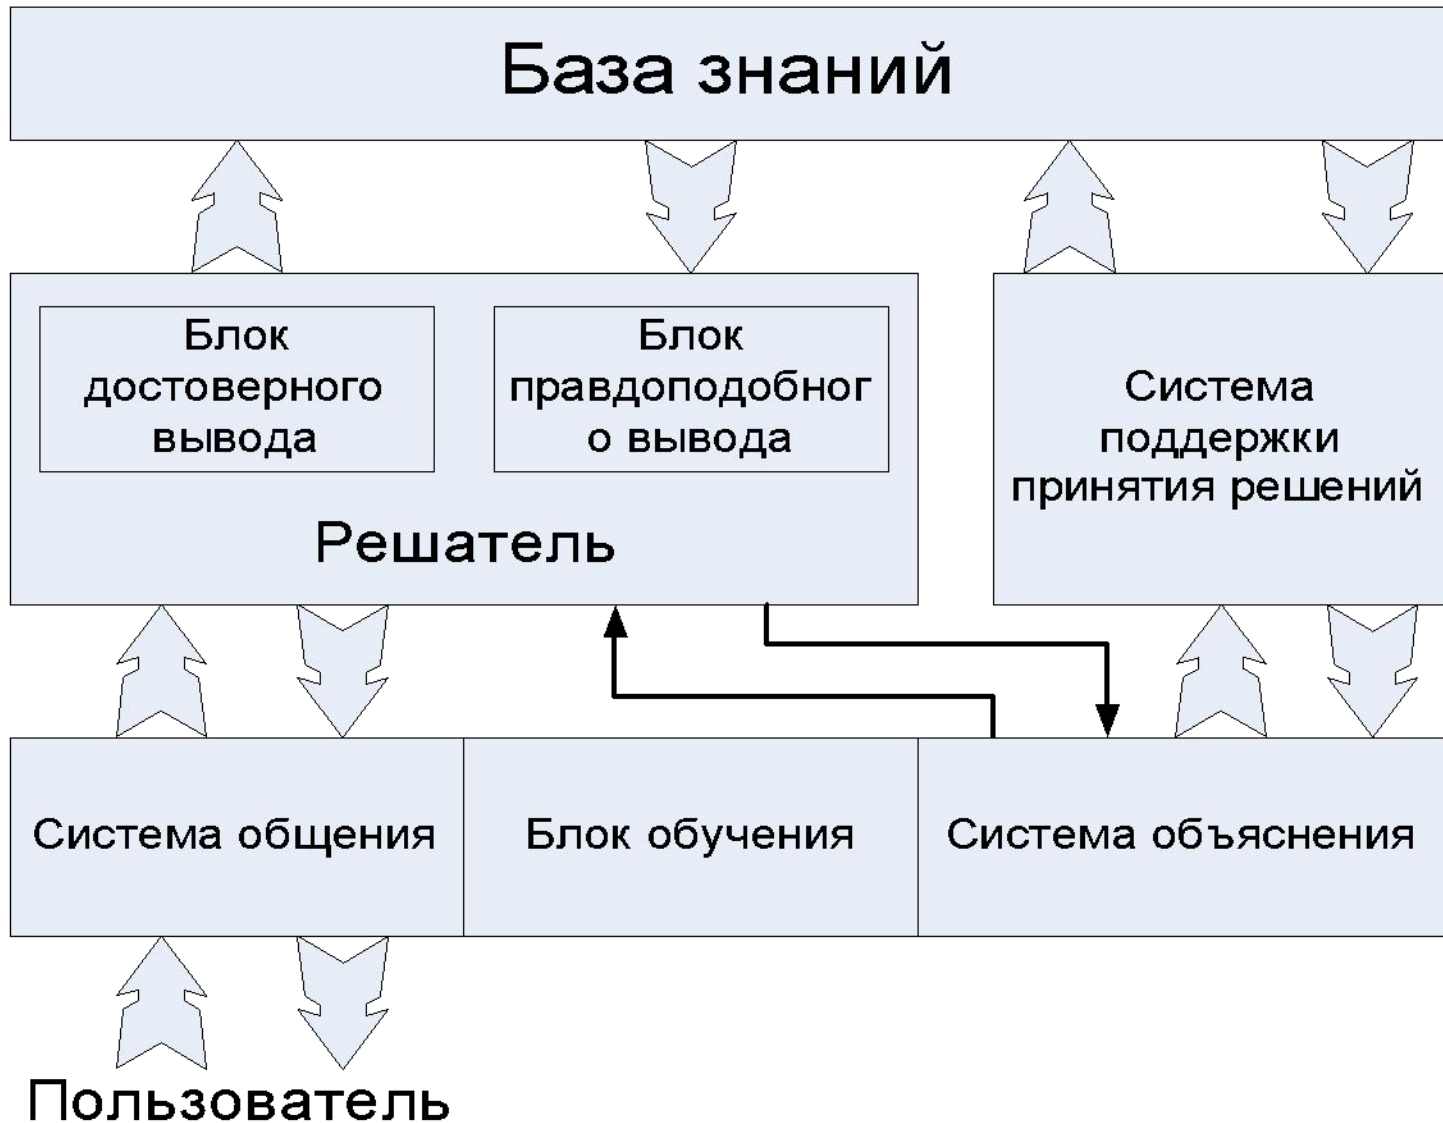 База знаний
Блок
достоверного
вывода
Блок
правдоподобног
о вывода
Решатель
Система
поддержки
принятия решений
Система общения
Блок обучения
Система объяснения
Пользователь